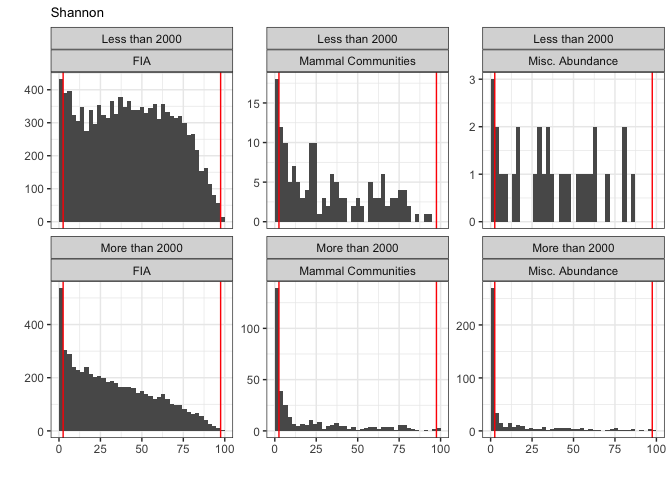 Shannon
Less than 2000
Less than 2000
Less than 2000
FIA
Mammal Communities
Misc. Abundance
400
300
200
100
0
15
10
5
0
3
2
1
0
More than 2000
More than 2000
More than 2000
FIA
Mammal Communities
Misc. Abundance
400
200
0
100
50
0
200
100
0
0 25 50 75 100
0 25 50 75 100
0 25 50 75 100